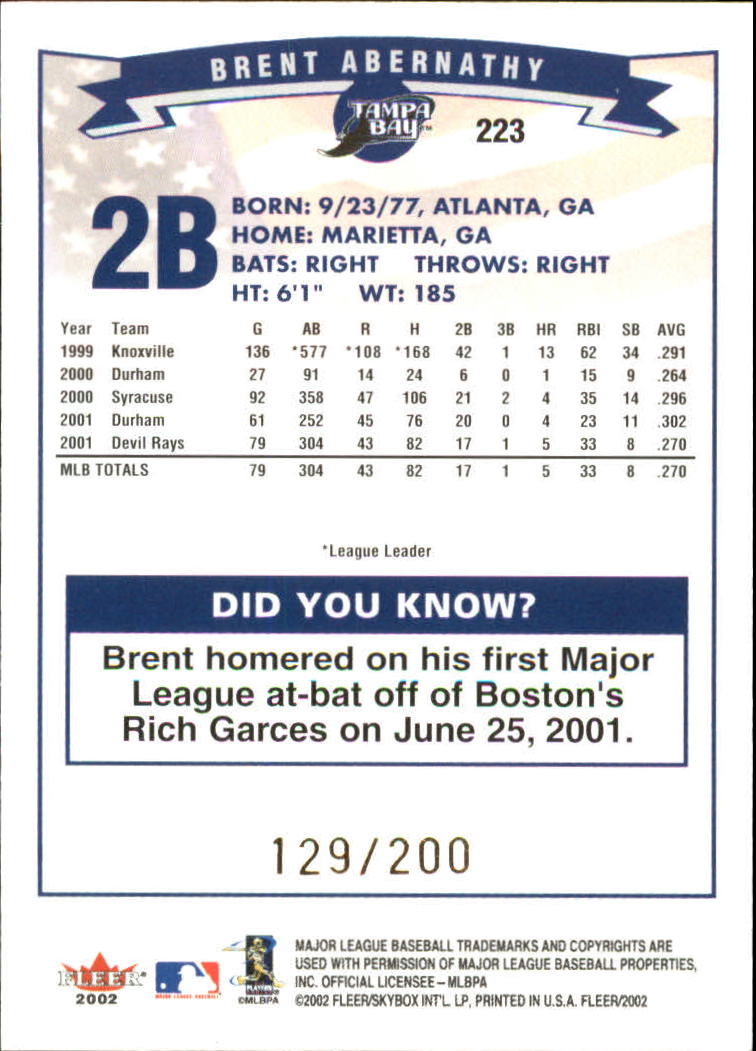 BRENT ABERNATHY
TAMPA
BAY™
223
2B
BORN: 9/23/77, ATLANTA, GA
HOME: MARIETTA, GA
BATS: RIGHT THROWS: RIGHT
HT: 6'1" WT: 185
Year Team G AB R H 2B 3B HR RBI SB AVG
1999 Knoxville 136 *577 *108 *168 42 1 13 62 34 .291
2000 Durham 27 91 14 24 6 0 1 15 9 .264
2000 Syracuse 92 358 47 106 21 2 4 35 14 .296
2001 Durham 61 252 45 76 20 0 4 23 11 .302
2001 Devil Rays 79 304 43 82 17 1 5 33 8 .270
MLB TOTALS 79 304 43 82 17 1 5 33 8 .270
*League Leader
DID YOU KNOW?
Brent homered on his first Major
League at-bat off of Boston's
Rich Garces on June 25, 2001.
129/200
FLEER®
2002
MAJOR LEAGUE BASEBALL
PLAYERS
©MLBPA
MAJOR LEAGUE BASEBALL TRADEMARKS AND COPYRIGHTS ARE
USED WITH PERMISSION OF MAJOR LEAGUE BASEBALL PROPERTIES,
INC. OFFICIAL LICENSEE – MLBPA
©2002 FLEER/SKYBOX INT'L. LP, PRINTED IN U.S.A. FLEER/2002